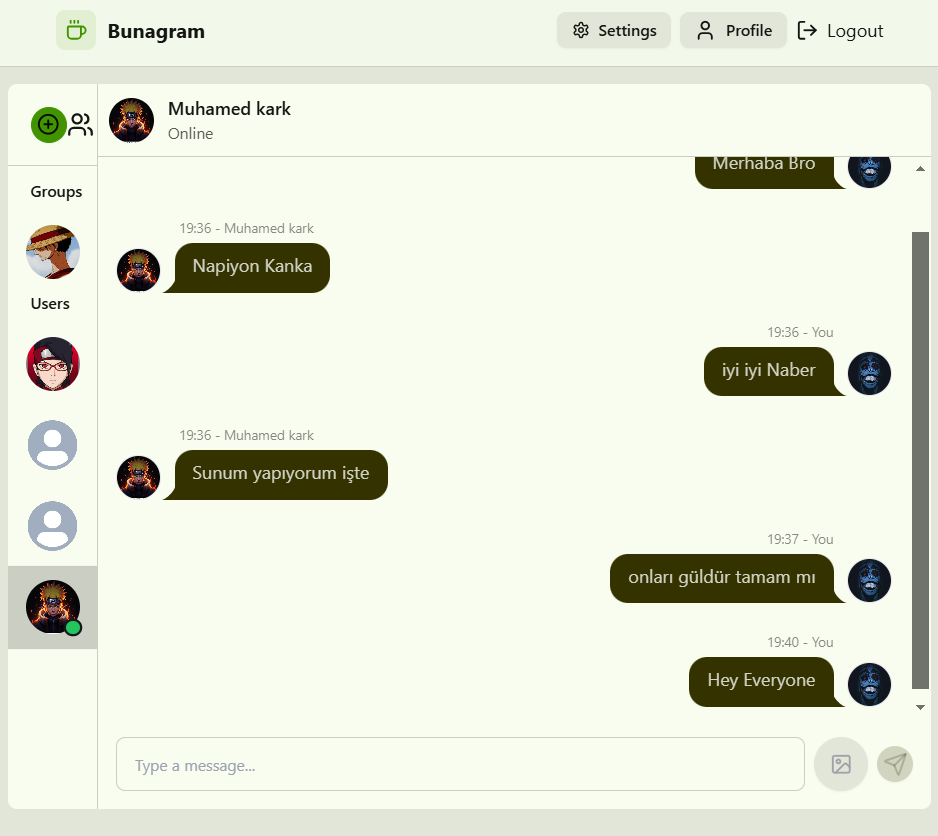 Bunagram
Settings
Profile
Logout
Muhamed kark
Online
Groups
Users
Merhaba Bro
19:36 - Muhamed kark
Napiyon Kanka
19:36 - You
iyi iyi Naber
19:36 - Muhamed kark
Sunum yapıyorum işte
19:37 - You
onları güldür tamam mı
19:40 - You
Hey Everyone
Type a message...